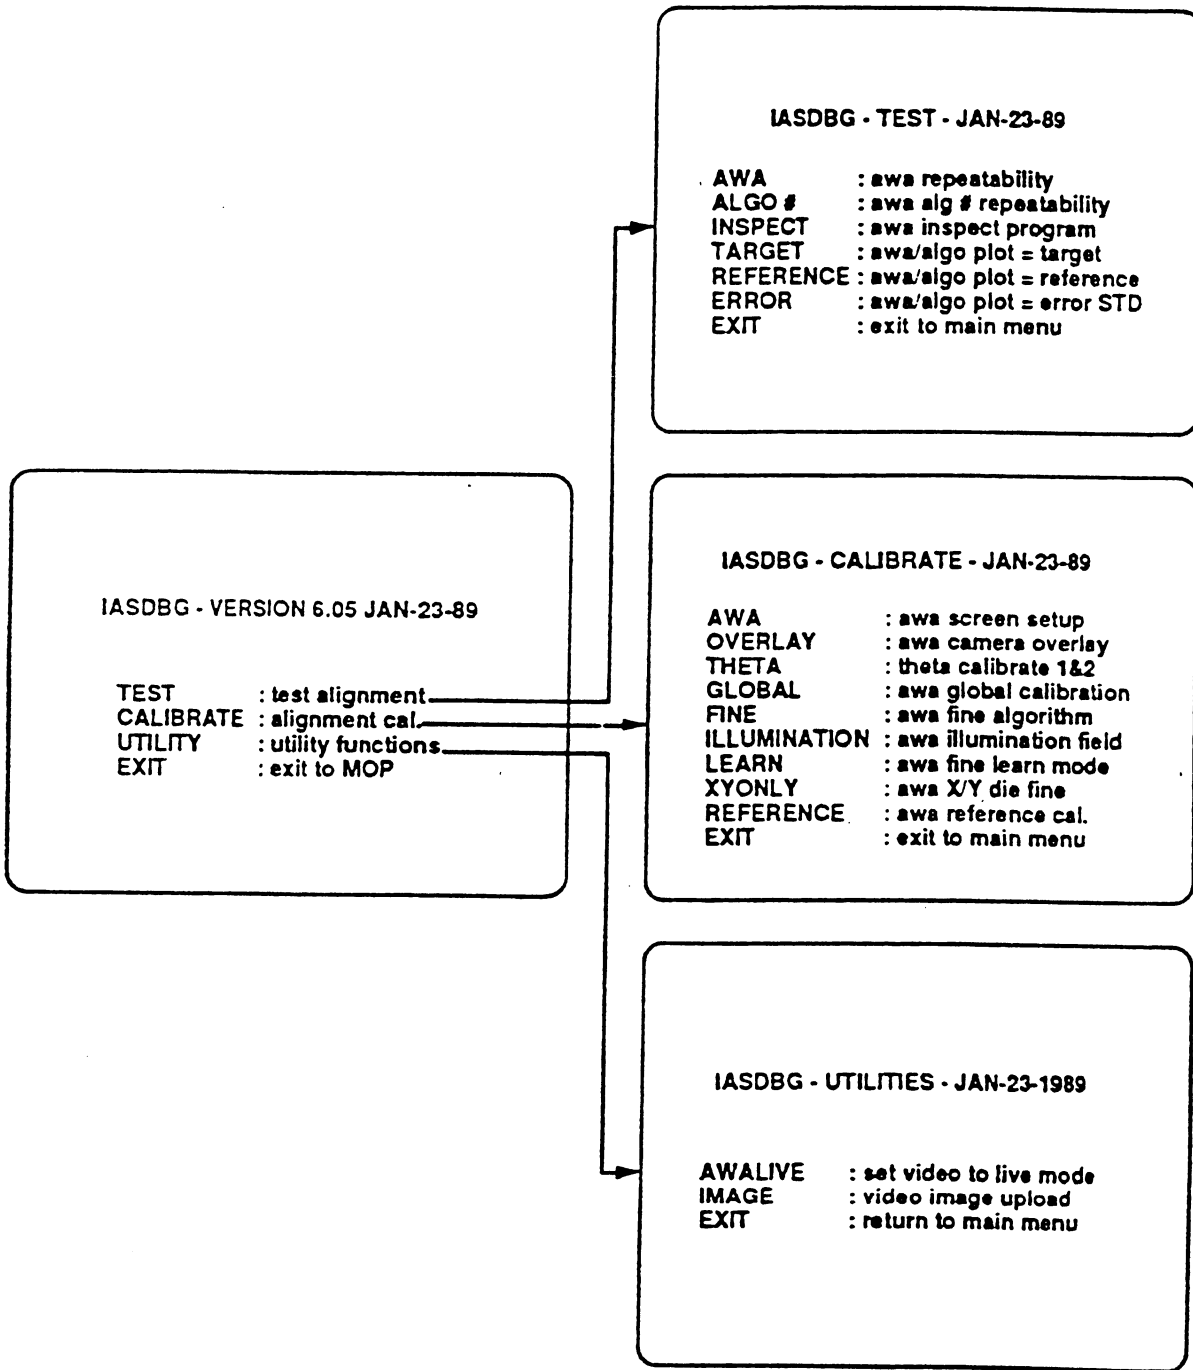 IASDBG - TEST - JAN-23-89
AWA : awa repeatability
ALGO # : awa alg # repeatability
INSPECT : awa inspect program
TARGET : awa/algo plot = target
REFERENCE : awa/algo plot = reference
ERROR : awa/algo plot = error STD
EXIT : exit to main menu
IASDBG - VERSION 6.05 JAN-23-89
TEST : test alignment
CALIBRATE : alignment cal.
UTILITY : utility functions
EXIT : exit to MOP
IASDBG - CALIBRATE - JAN-23-89
AWA : awa screen setup
OVERLAY : awa camera overlay
THETA : theta calibrate 1&2
GLOBAL : awa global calibration
FINE : awa fine algorithm
ILLUMINATION : awa illumination field
LEARN : awa fine learn mode
XYONLY : awa X/Y die fine
REFERENCE : awa reference cal.
EXIT : exit to main menu
IASDBG - UTILITIES - JAN-23-1989
AWALIVE : set video to live mode
IMAGE : video image upload
EXIT : return to main menu